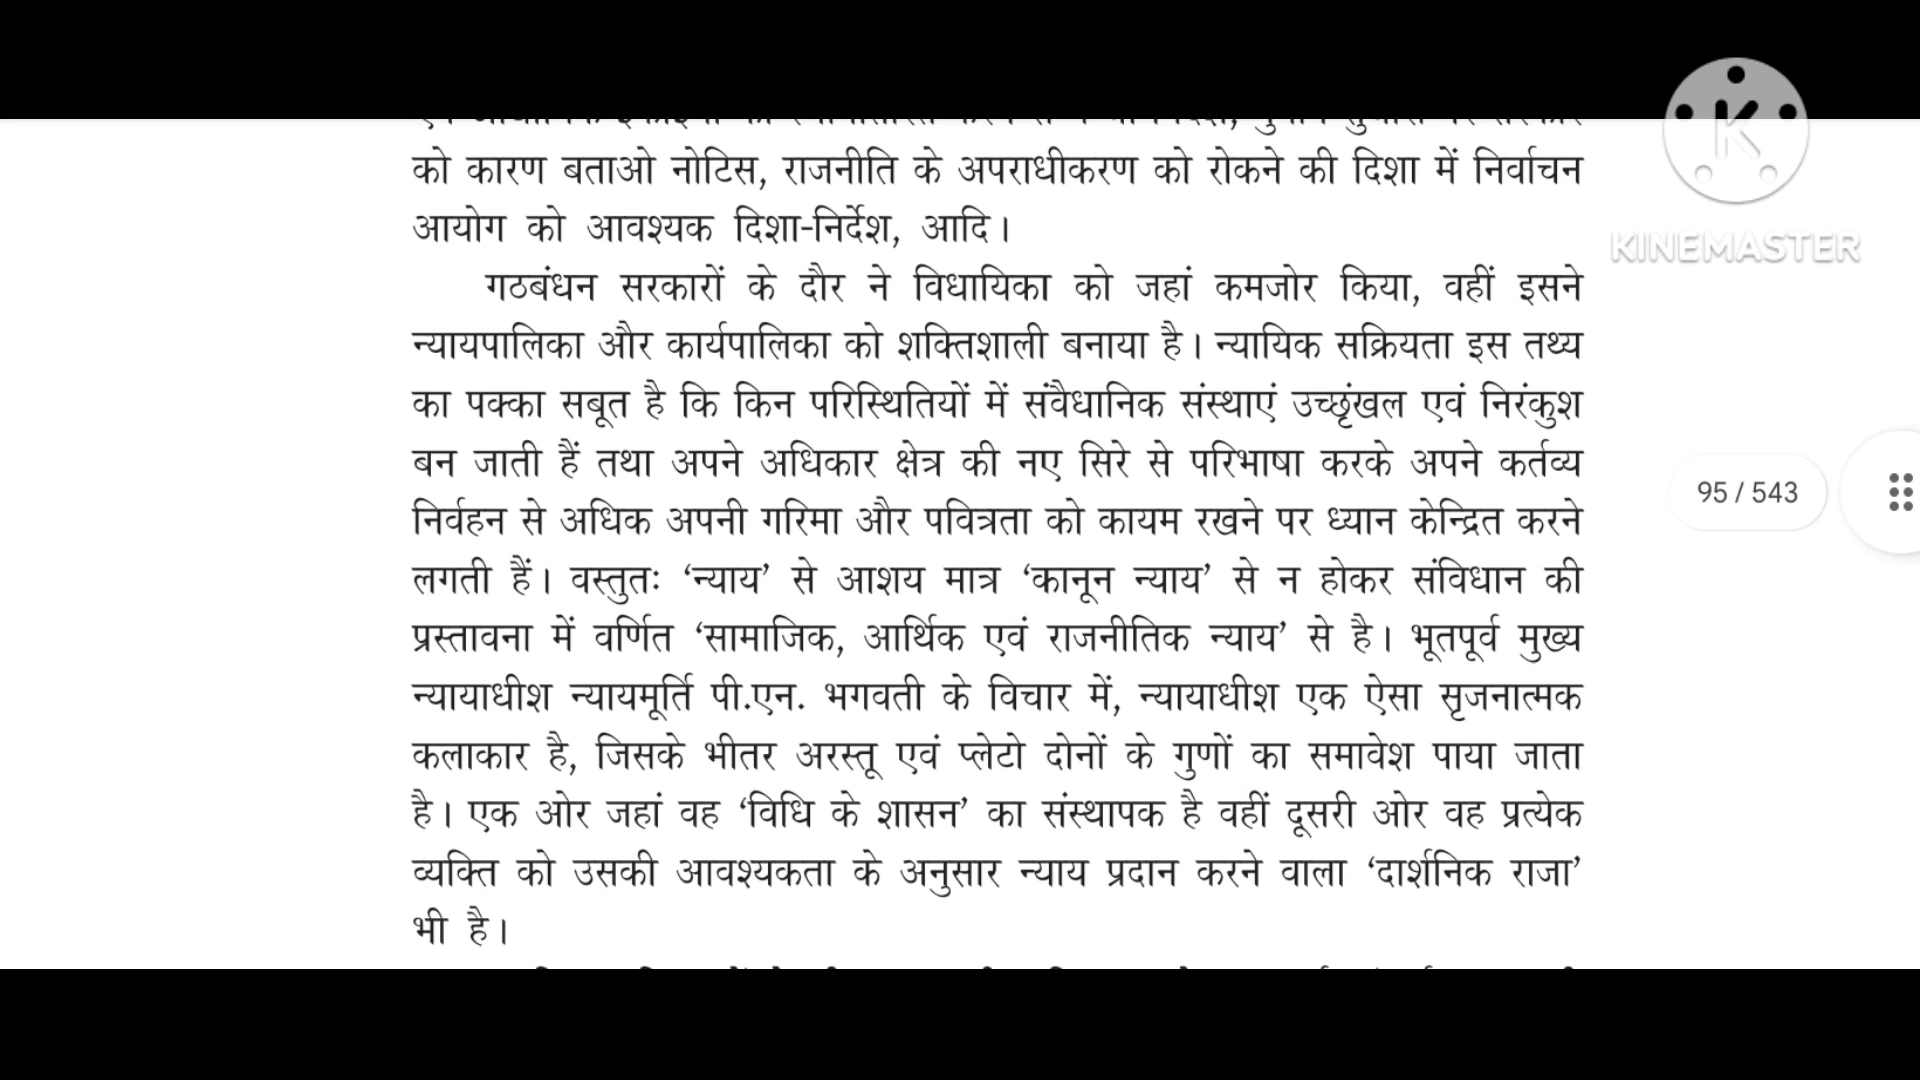 को कारण बताओ नोटिस, राजनीति के अपराधीकरण को रोकने की दिशा में निर्वाचन
आयोग को आवश्यक दिशा-निर्देश, आदि।
गठबंधन सरकारों के दौर ने विधायिका को जहां कमजोर किया, वहीं इसने
न्यायपालिका और कार्यपालिका को शक्तिशाली बनाया है। न्यायिक सक्रियता इस तथ्य
का पक्का सबूत है कि किन परिस्थितियों में संवैधानिक संस्थाएं उच्छृंखल एवं निरंकुश
बन जाती हैं तथा अपने अधिकार क्षेत्र की नए सिरे से परिभाषा करके अपने कर्तव्य
निर्वहन से अधिक अपनी गरिमा और पवित्रता को कायम रखने पर ध्यान केन्द्रित करने
लगती हैं। वस्तुतः ‘न्याय’ से आशय मात्र ‘कानून न्याय’ से न होकर संविधान की
प्रस्तावना में वर्णित ‘सामाजिक, आर्थिक एवं राजनीतिक न्याय’ से है। भूतपूर्व मुख्य
न्यायाधीश न्यायमूर्ति पी.एन. भगवती के विचार में, न्यायाधीश एक ऐसा सृजनात्मक
कलाकार है, जिसके भीतर अरस्तू एवं प्लेटो दोनों के गुणों का समावेश पाया जाता
है। एक ओर जहां वह ‘विधि के शासन’ का संस्थापक है वहीं दूसरी ओर वह प्रत्येक
व्यक्ति को उसकी आवश्यकता के अनुसार न्याय प्रदान करने वाला ‘दार्शनिक राजा’
भी है।
K
KINEMASTER
95 / 543